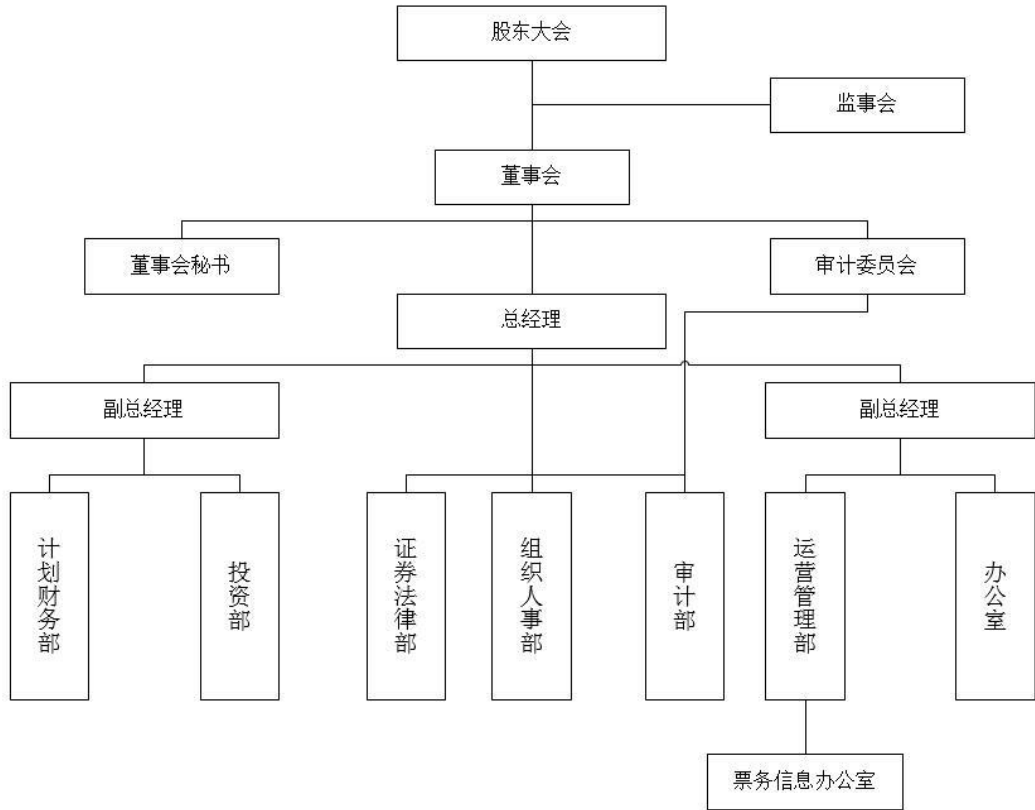 股东大会
监事会
董事会
董事会秘书
审计委员会
总经理
副总经理
副总经理
计划财务部
投资部
证券法律部
组织人事部
审计部
运营管理部
办公室
票务信息办公室